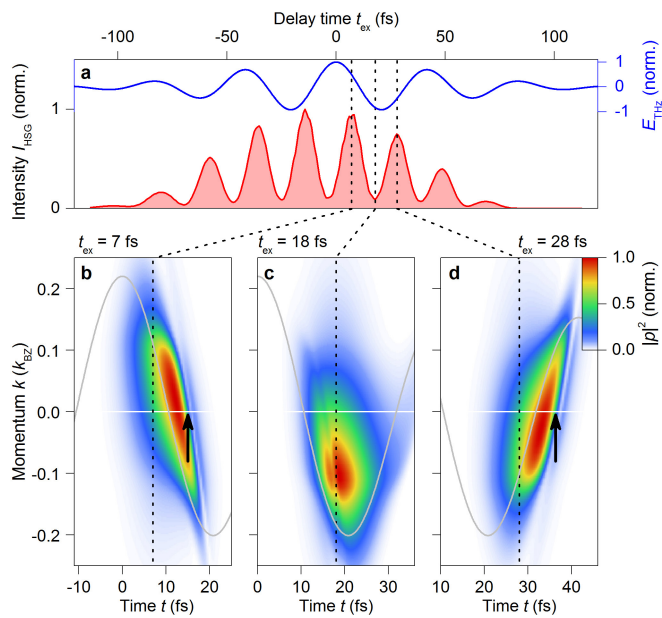 Delay time t_ex (fs)
-100 -50 0 50 100
a
Intensity I_HSG (norm.)
1
0
1
0
-1
E_THz (norm.)
t_ex = 7 fs
t_ex = 18 fs
t_ex = 28 fs
b
c
d
Momentum k (k_BZ)
0.2
0.1
0.0
-0.1
-0.2
1.0
0.5
0.0
|p|²
-10 0 10 20
Time t (fs)
0 10 20 30
Time t (fs)
10 20 30 40
Time t (fs)